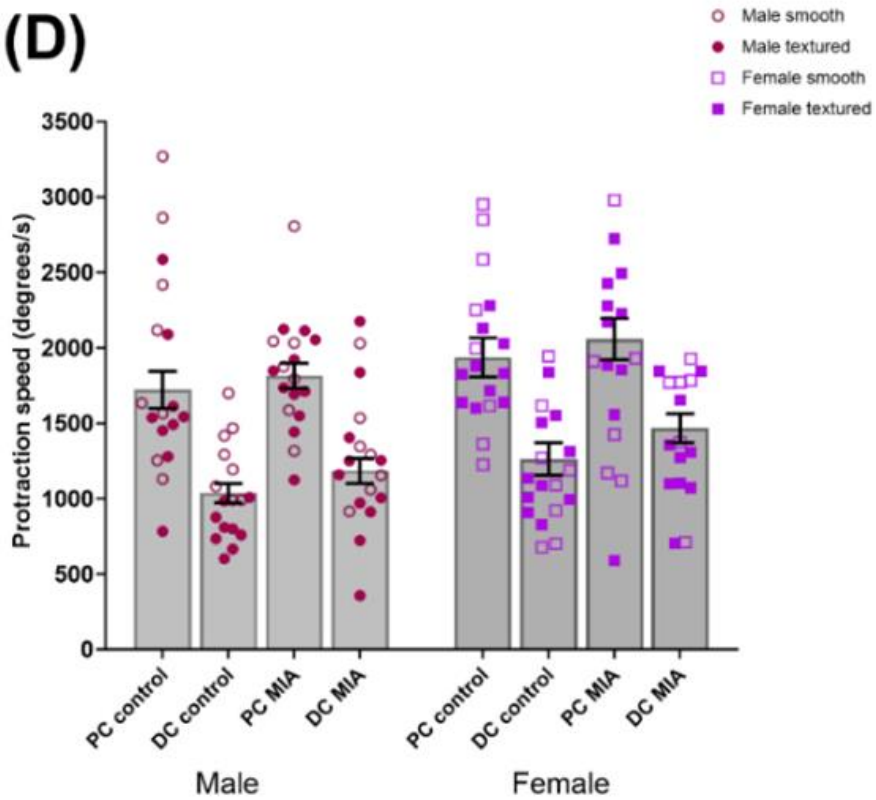 (D)
Male smooth
Male textured
Female smooth
Female textured
Protraction speed (degrees/s)
3500
3000
2500
2000
1500
1000
500
0
PC control
DC control
PC MIA
DC MIA
PC control
DC control
PC MIA
DC MIA
Male
Female